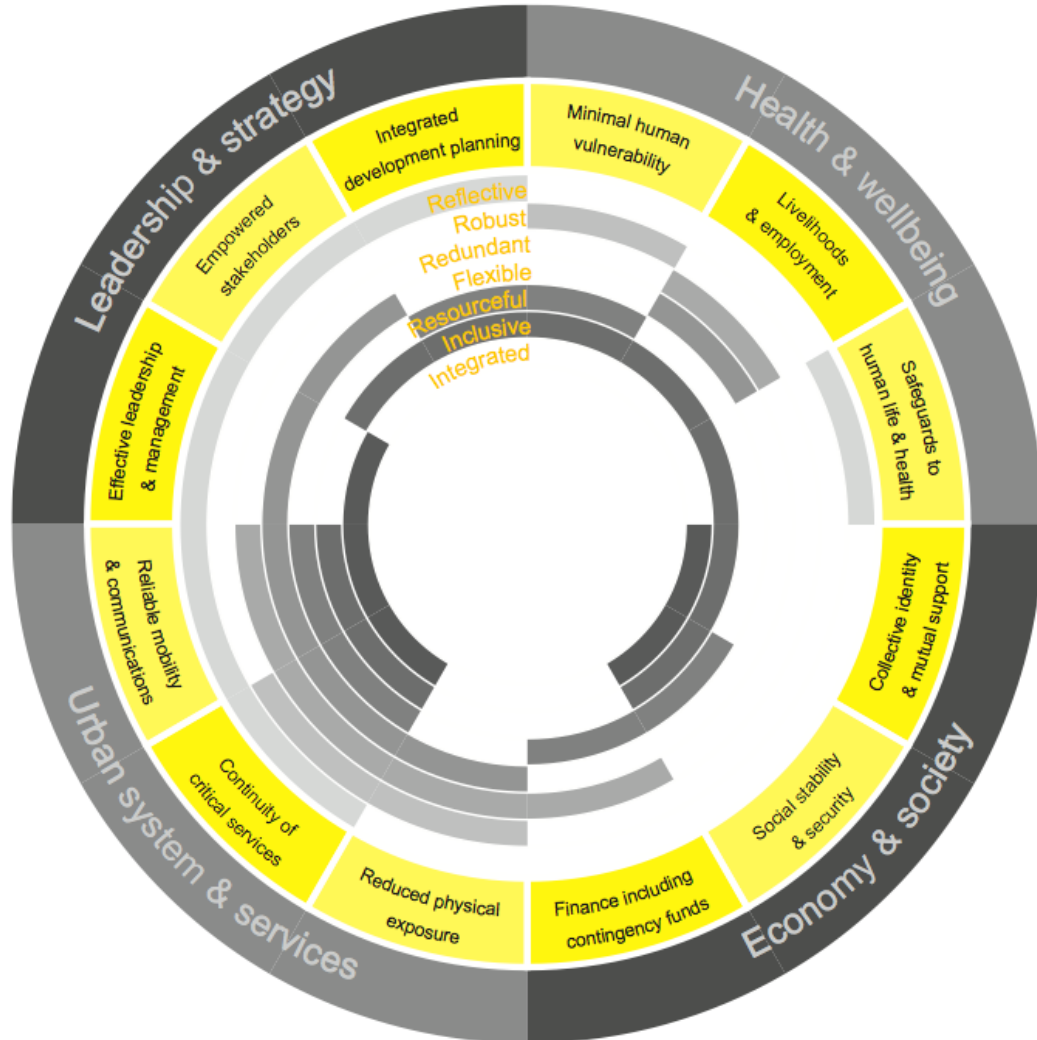 Leadership & strategy
Health & wellbeing
Economy & society
Urban system & services
Integrated
development planning
Minimal human
vulnerability
Livelihoods
& employment
Safeguards to
human life & health
Collective identity
& mutual support
Social stability
& security
Finance including
contingency funds
Reduced physical
exposure
Continuity of
critical services
Reliable mobility
& communications
Effective leadership
& management
Empowered
stakeholders
Reflective
Robust
Redundant
Flexible
Resourceful
Inclusive
Integrated